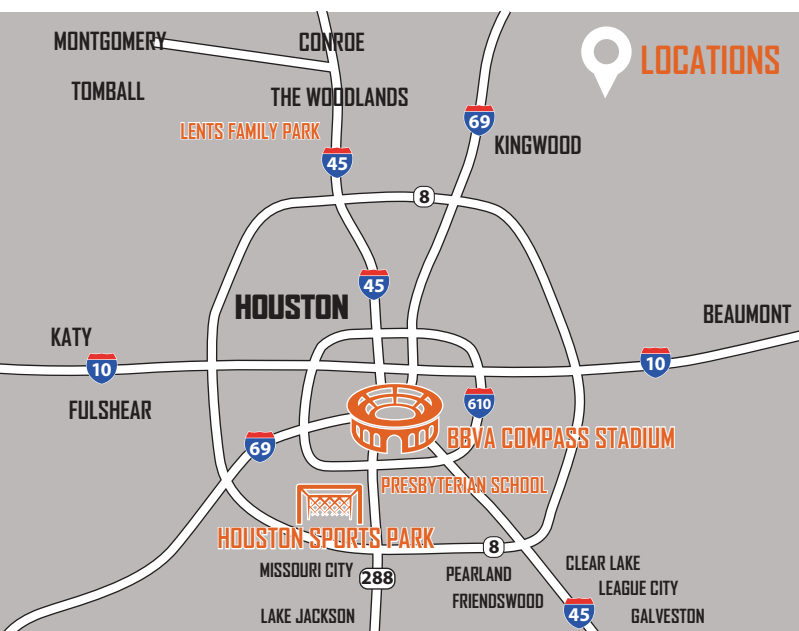 MONTGOMERY
CONROE
LOCATIONS
TOMBALL
THE WOODLANDS
LENTS FAMILY PARK
69
KINGWOOD
45
8
45
HOUSTON
BEAUMONT
KATY
10
10
FULSHEAR
610
BBVA COMPASS STADIUM
69
PRESBYTERIAN SCHOOL
HOUSTON SPORTS PARK
8
MISSOURI CITY
288
PEARLAND
CLEAR LAKE
LEAGUE CITY
FRIENDSWOOD
LAKE JACKSON
45
GALVESTON